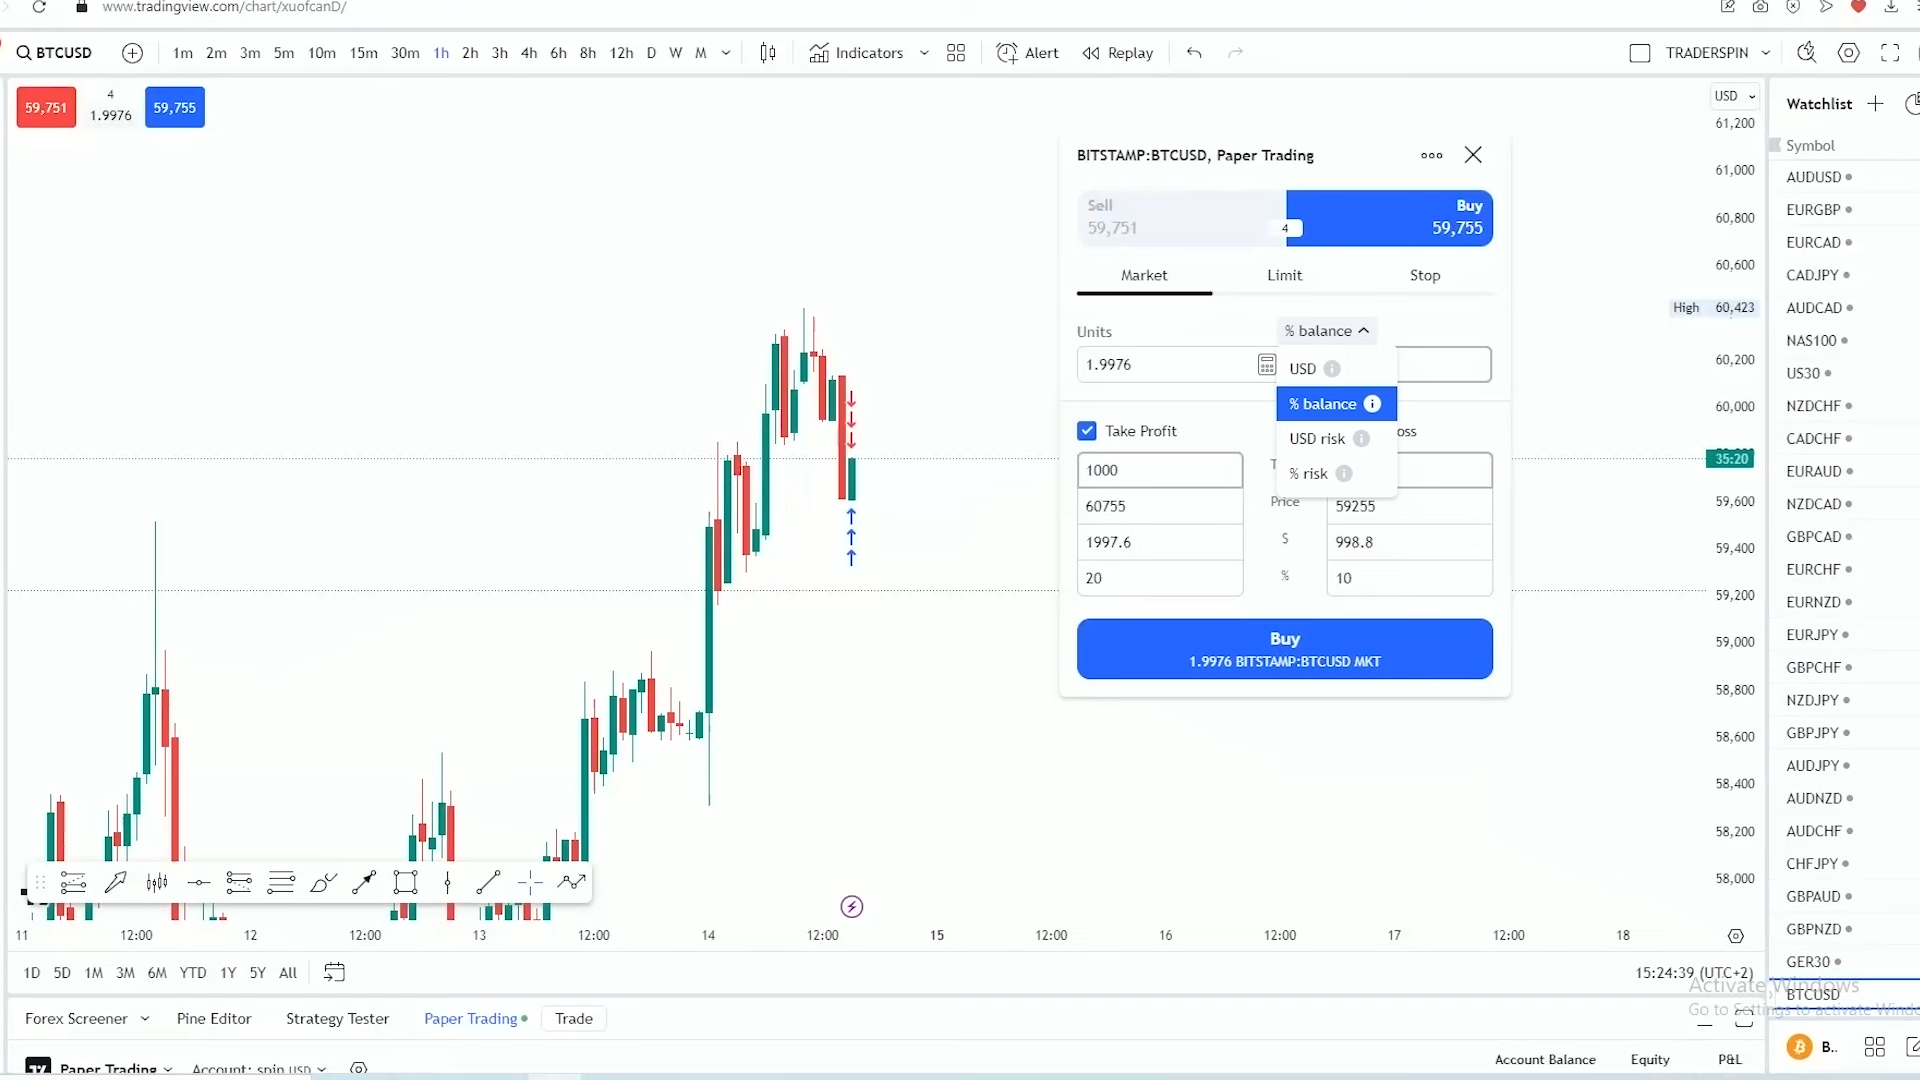 www.tradingview.com/chart/xuofcanD/
BTCUSD 1m 2m 3m 5m 10m 15m 30m 1h 2h 3h 4h 6h 8h 12h D W M Indicators Alert Replay TRADERSPIN
59,751 4 1.9976 59,755
USD
61,200
61,000
60,800
60,600
High 60,423
60,200
60,000
35:20
59,600
59,400
59,200
59,000
58,800
58,600
58,400
58,200
58,000
BITSTAMP:BTCUSD, Paper Trading
Sell Buy
59,751 4 59,755
Market Limit Stop
Units % balance
1.9976 USD
% balance
Take Profit USD risk oss
1000 T % risk
60755 Price 59255
1997.6 $ 998.8
20 % 10
Buy
1.9976 BITSTAMP:BTCUSD MKT
Watchlist
Symbol
AUDUSD
EURGBP
EURCAD
CADJPY
AUDCAD
NAS100
US30
NZDCHF
CADCHF
EURAUD
NZDCAD
GBPCAD
EURCHF
EURNZD
EURJPY
GBPCHF
NZDJPY
GBPJPY
AUDJPY
AUDNZD
AUDCHF
CHFJPY
GBPAUD
GBPNZD
GER30
BTCUSD
11 12:00 12 12:00 13 12:00 14 12:00 15 12:00 16 12:00 17 12:00 18
1D 5D 1M 3M 6M YTD 1Y 5Y All 15:24:39 (UTC+2)
Activate Windows
Go to Settings to activate Windo
Forex Screener Pine Editor Strategy Tester Paper Trading Trade
Paper Trading Account: spin USD Account Balance Equity P&L
B..